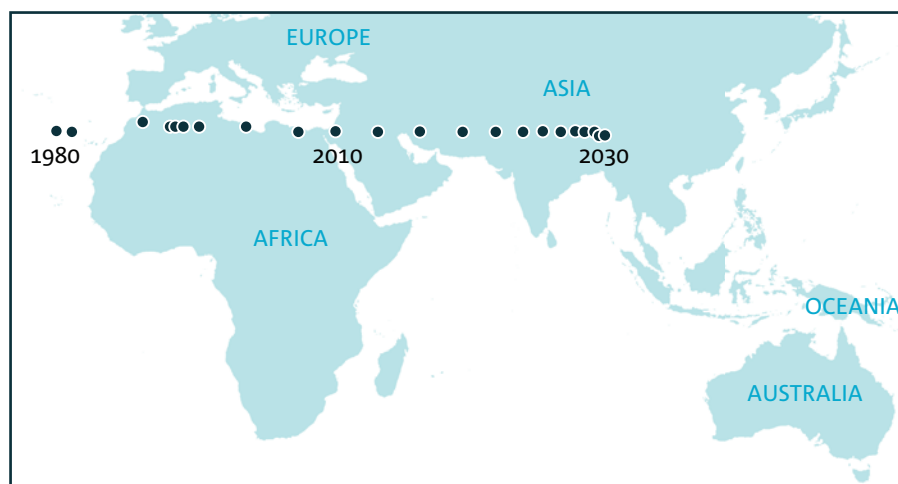 EUROPE
ASIA
1980
2010
2030
AFRICA
OCEANIA
AUSTRALIA